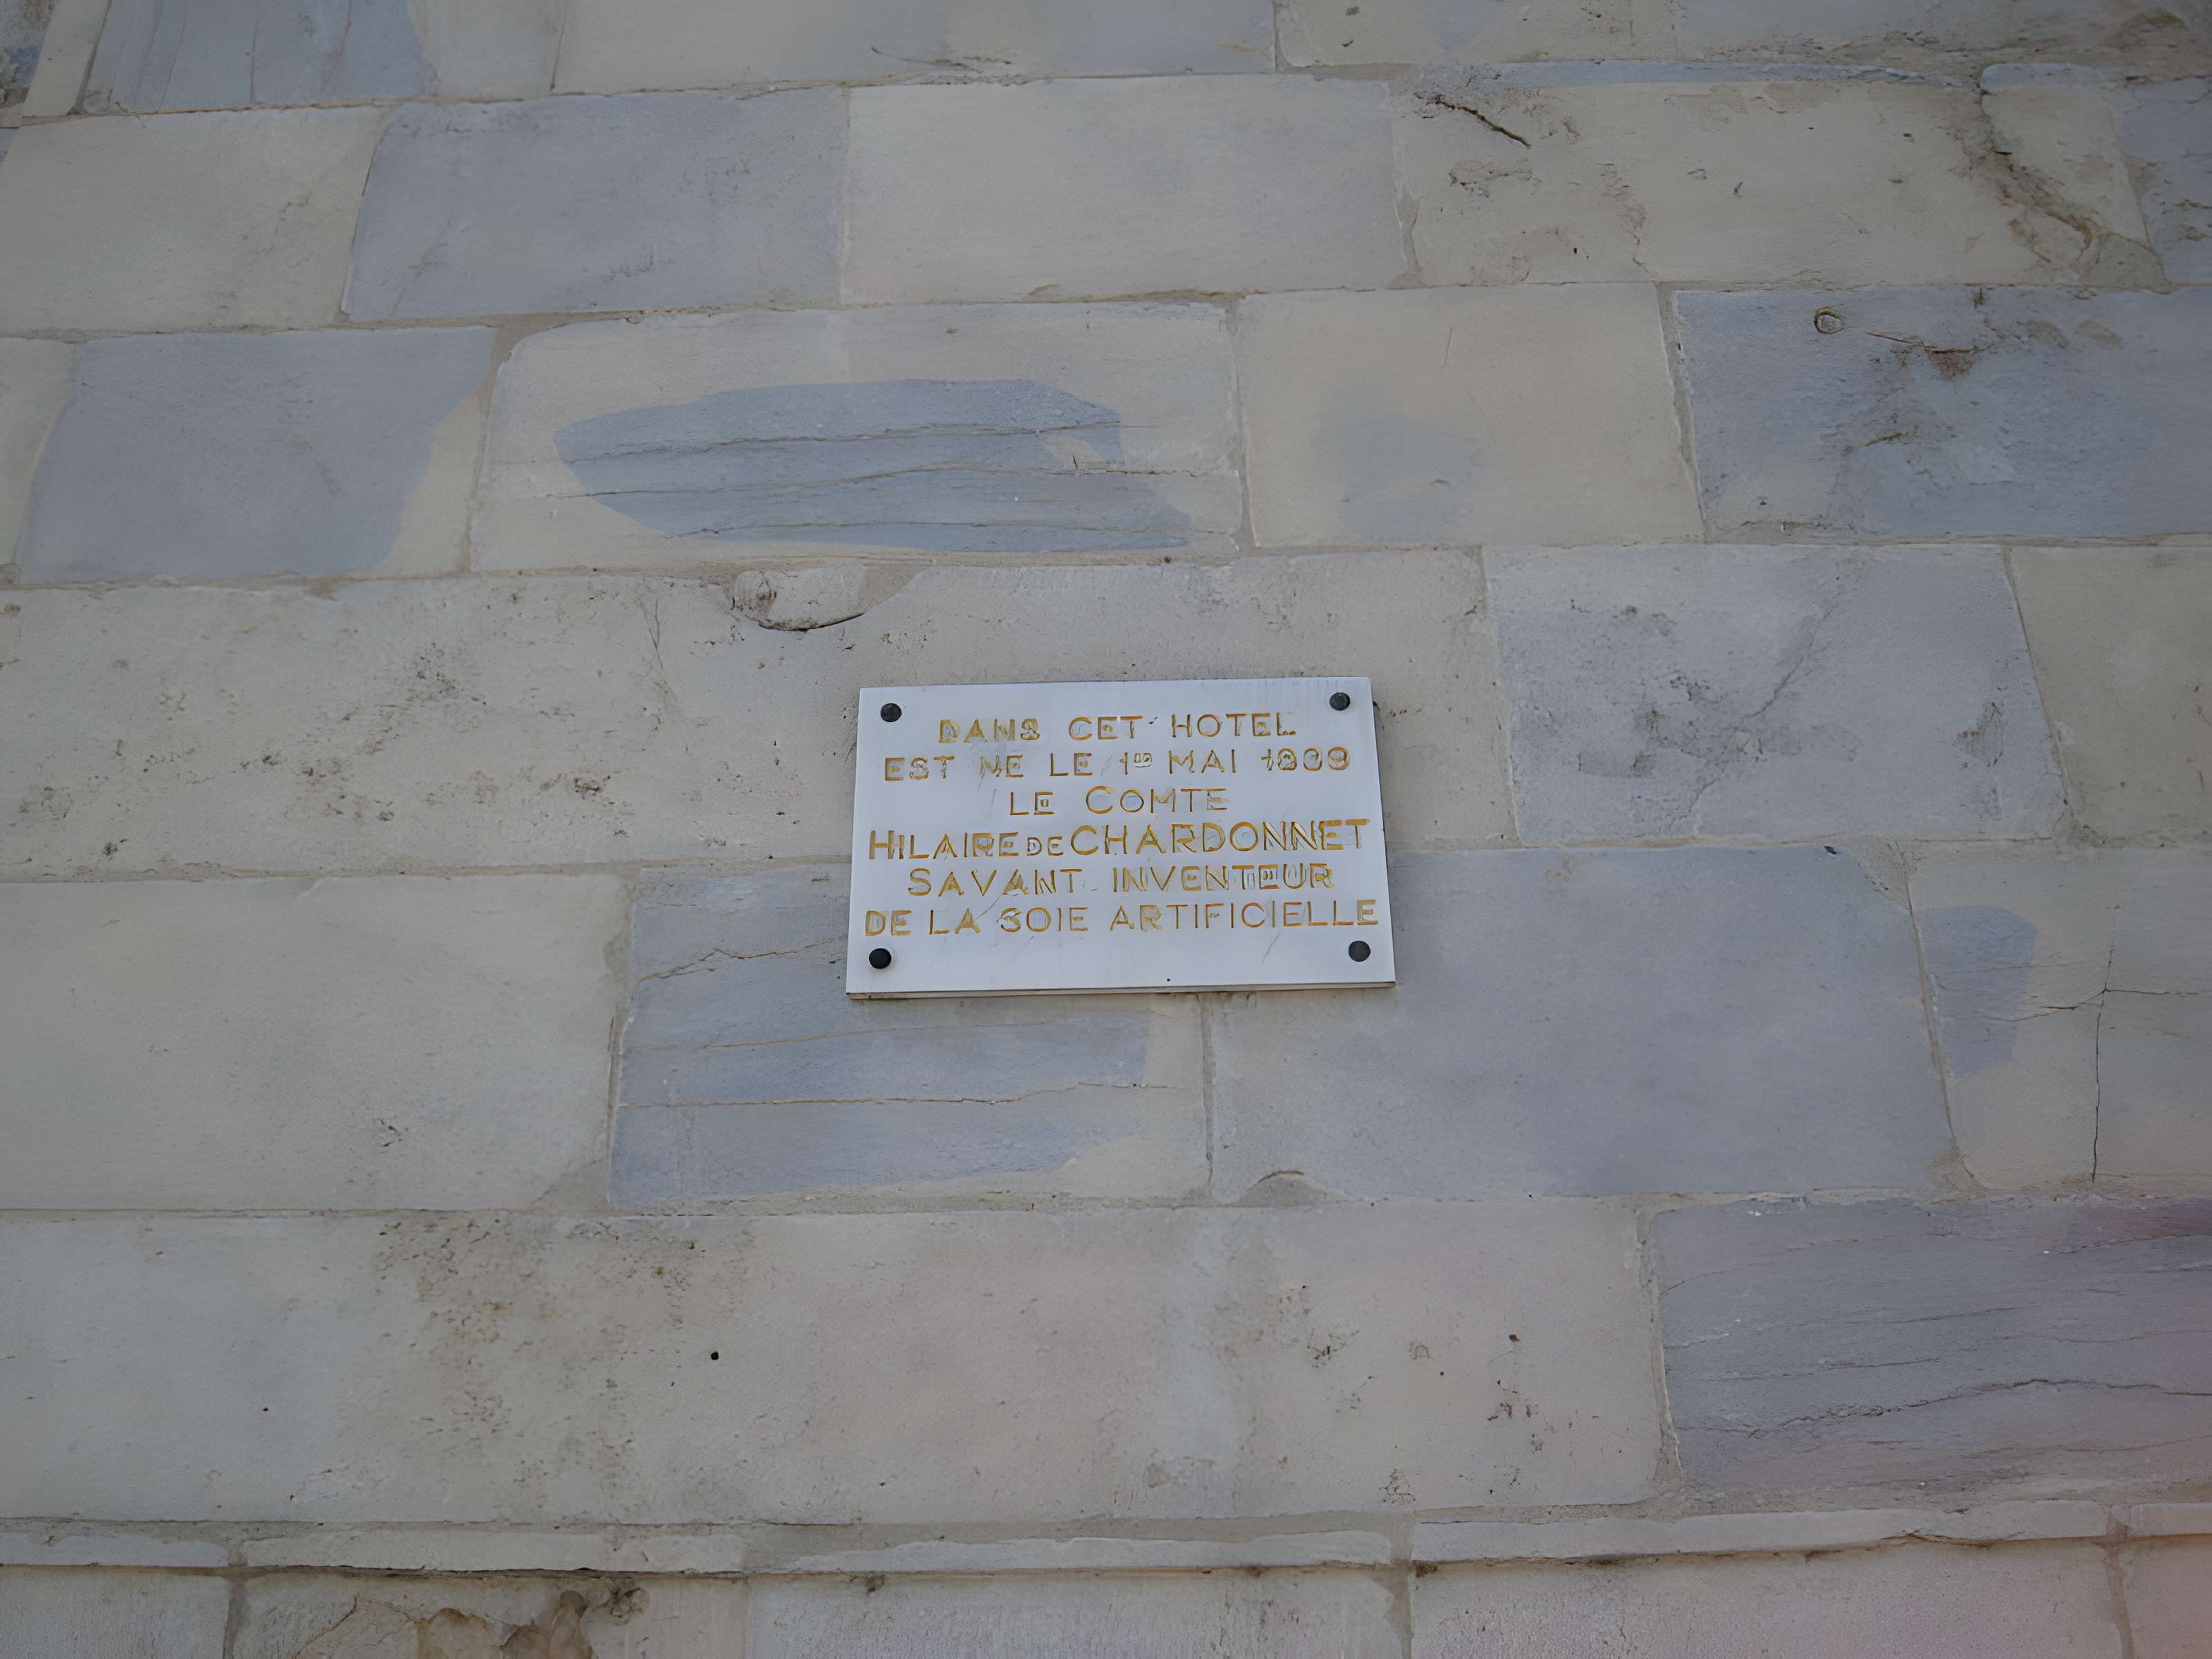 DANS CET HOTEL
EST NE LE 1ER MAI 1839
LE COMTE
HILAIRE DE CHARDONNET
SAVANT INVENTEUR
DE LA SOIE ARTIFICIELLE